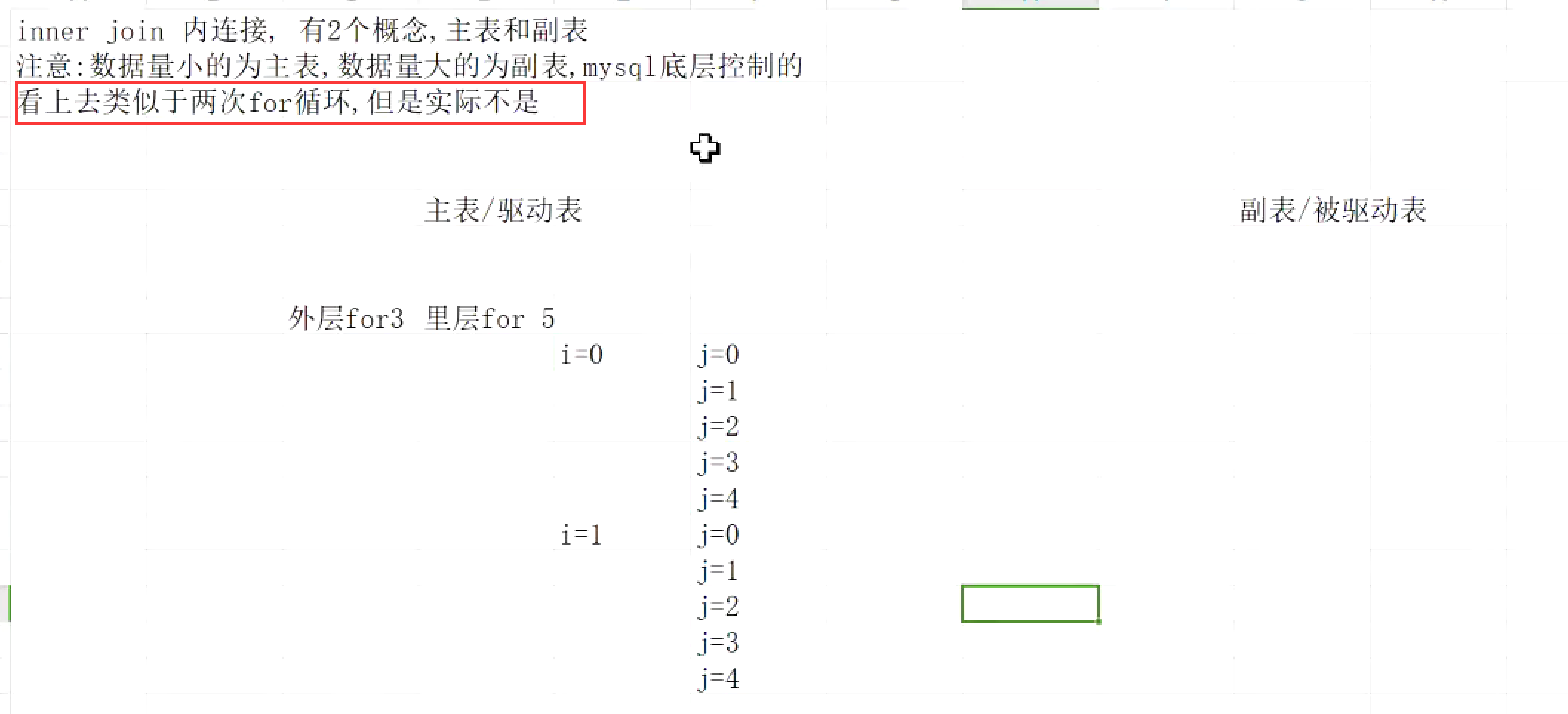 inner join 内连接, 有2个概念,主表和副表
注意:数据量小的为主表,数据量大的为副表,mysql底层控制的
看上去类似于两次for循环,但是实际不是
主表/驱动表 副表/被驱动表
外层for3 里层for 5
i=0 j=0
j=1
j=2
j=3
j=4
i=1 j=0
j=1
j=2
j=3
j=4